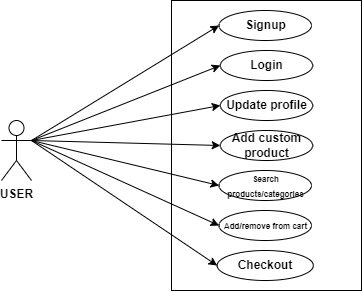 Signup
Login
Update profile
Add custom
product
Search
products/categories
Add/remove from cart
Checkout
USER